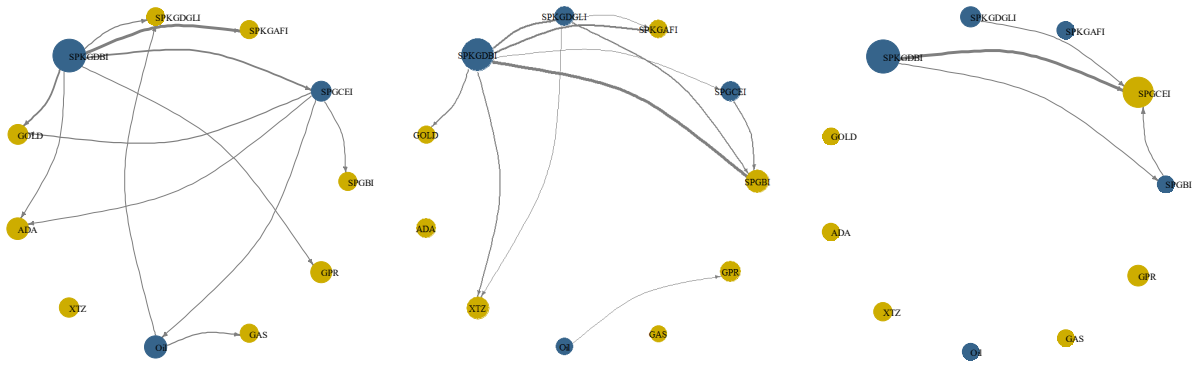 SPKGDGLI
SPKGAFI
SPKGDBI
SPGCEI
GOLD
SPGBI
ADA
GPR
XTZ
GAS
Oil
SPKGDGLI
SPKGAFI
SPKGDBI
SPGCEI
GOLD
SPGBI
ADA
GPR
XTZ
GAS
Oil
SPKGDGLI
SPKGAFI
SPKGDBI
SPGCEI
GOLD
SPGBI
ADA
GPR
XTZ
GAS
Oil